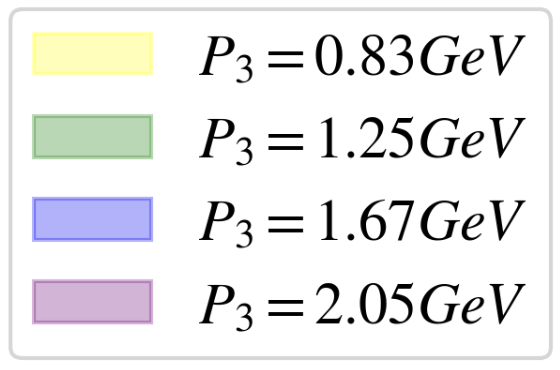 P₃ = 0.83GeV
P₃ = 1.25GeV
P₃ = 1.67GeV
P₃ = 2.05GeV